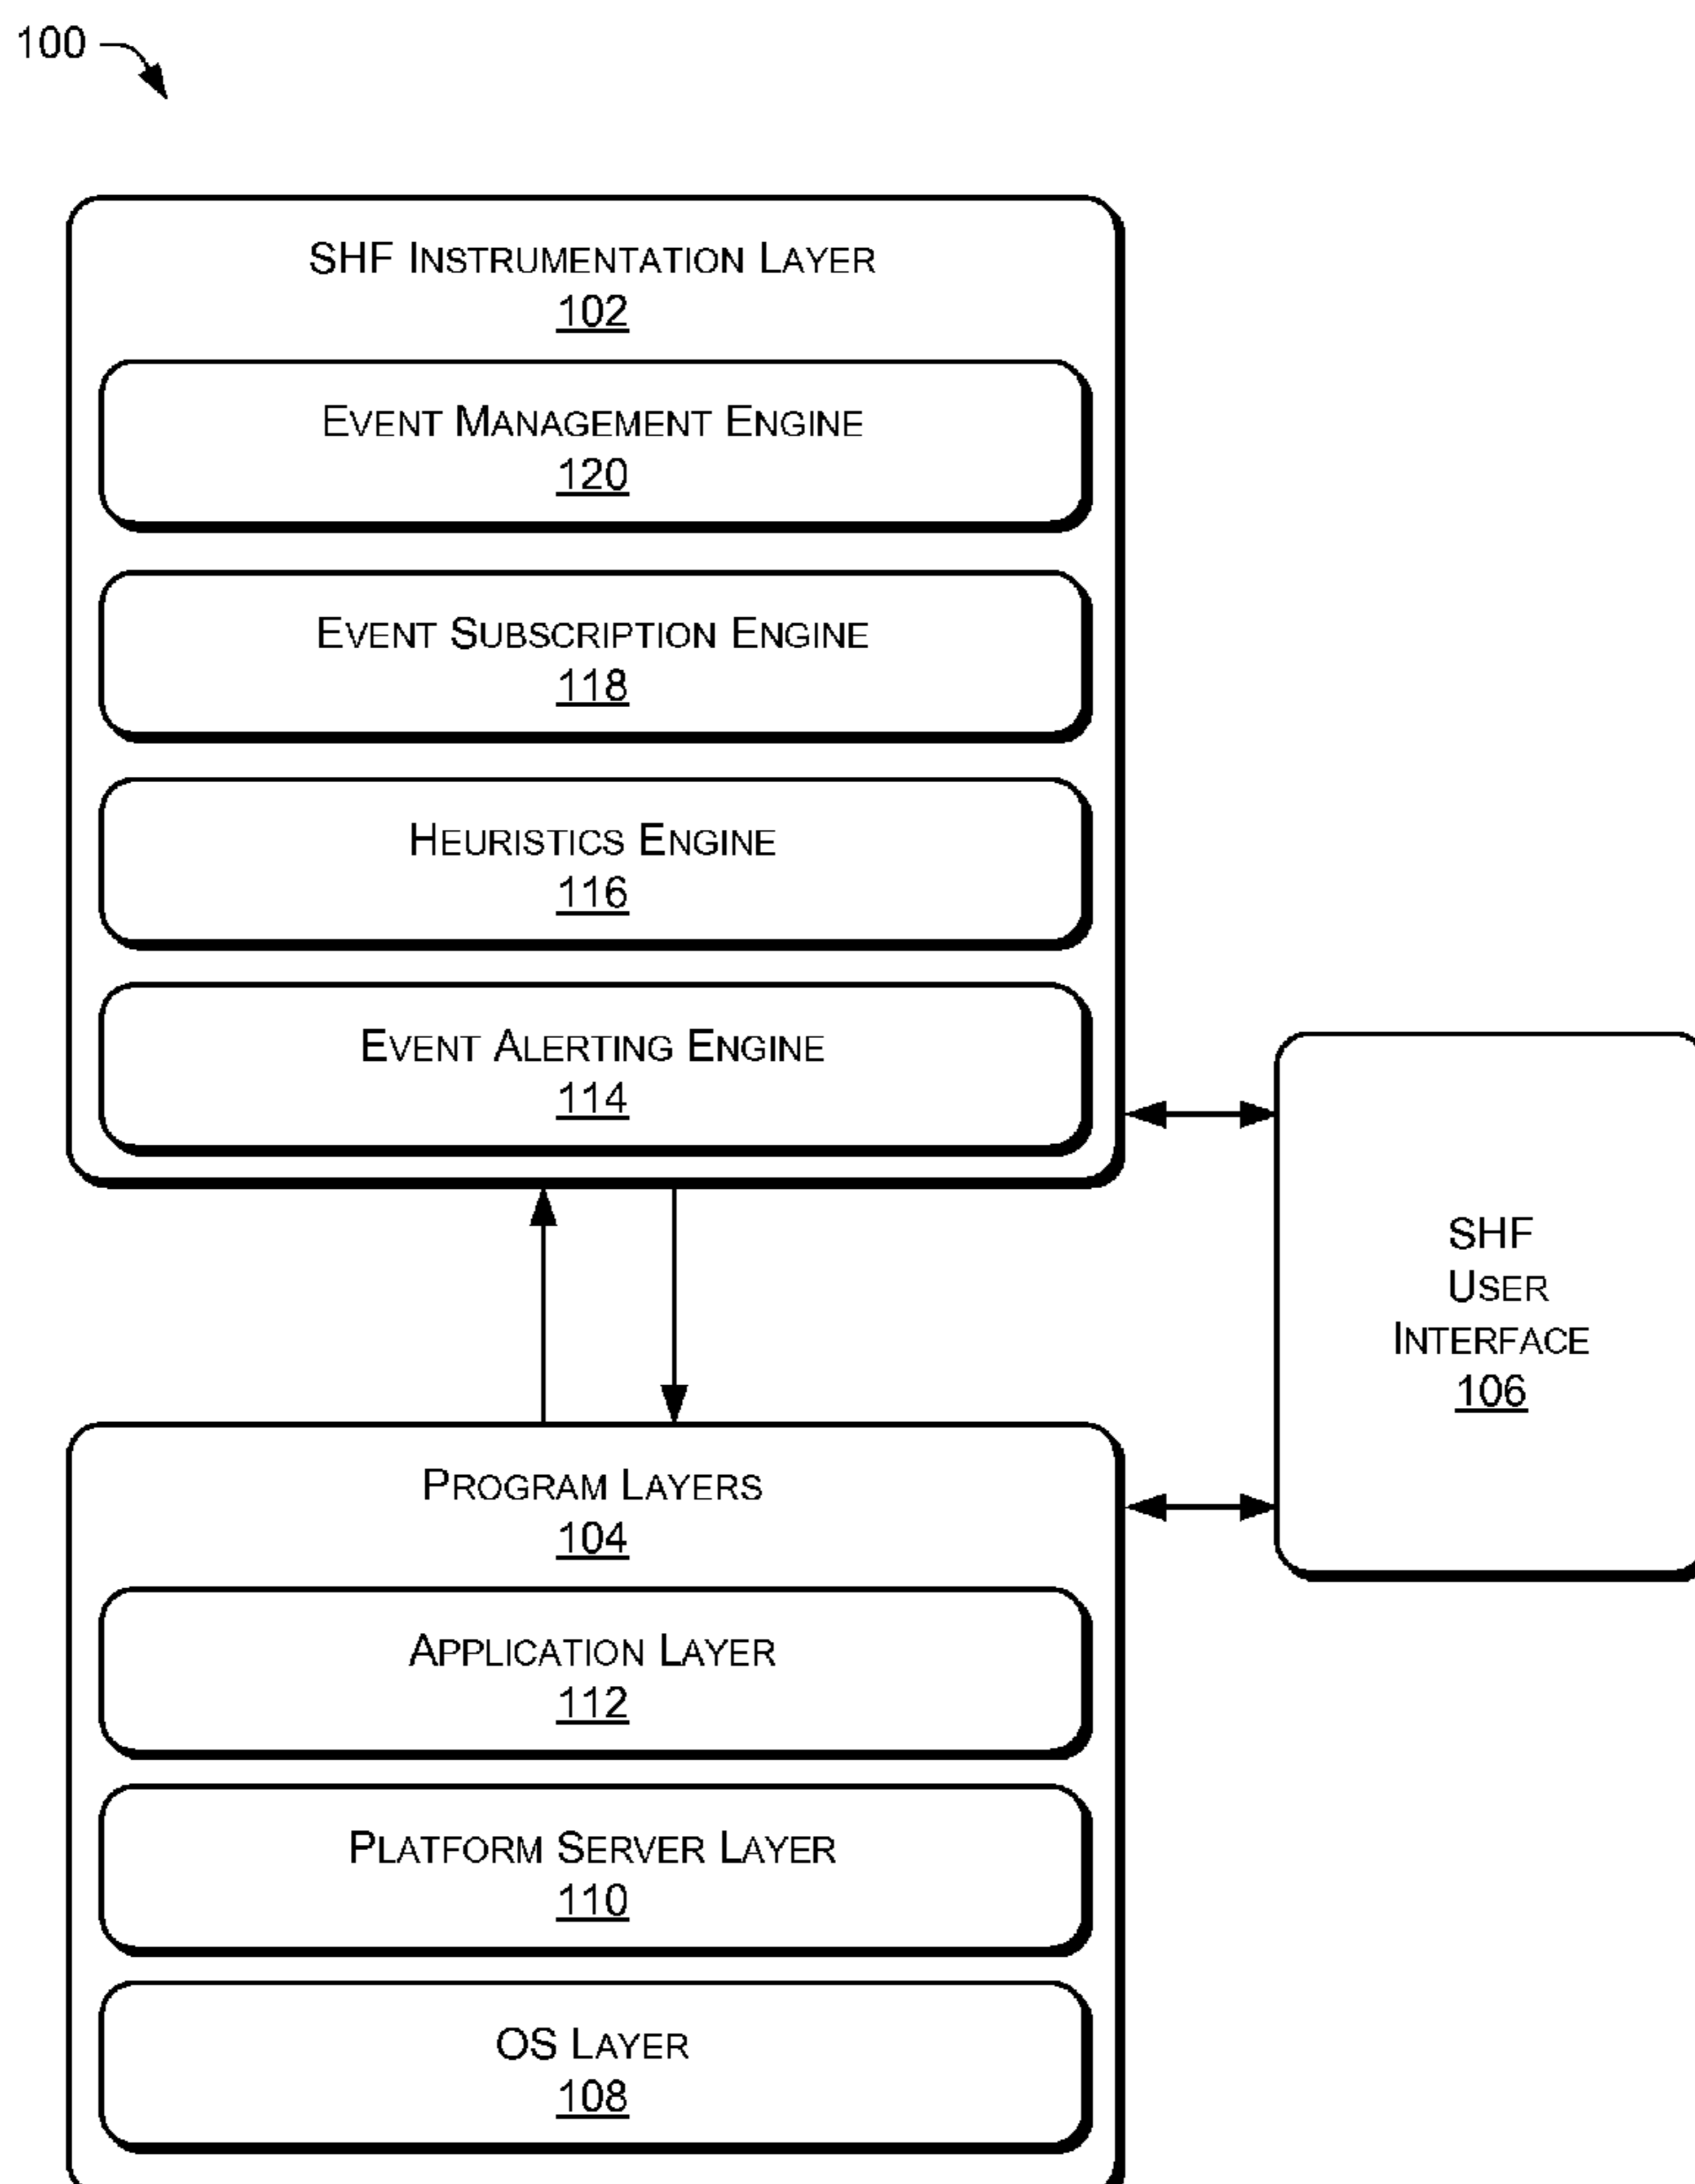 100
SHF INSTRUMENTATION LAYER
102
EVENT MANAGEMENT ENGINE
120
EVENT SUBSCRIPTION ENGINE
118
HEURISTICS ENGINE
116
EVENT ALERTING ENGINE
114
SHF
USER
INTERFACE
106
PROGRAM LAYERS
104
APPLICATION LAYER
112
PLATFORM SERVER LAYER
110
OS LAYER
108